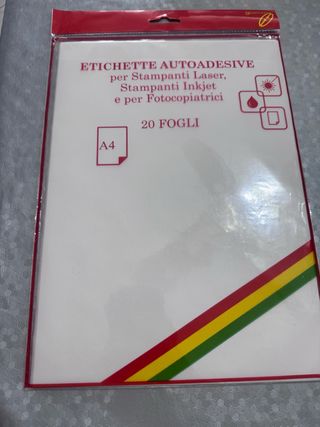 ETICHETTE AUTOADESIVE
per Stampanti Laser,
Stampanti Inkjet
e per Fotocopiatrici
20 FOGLI
A4